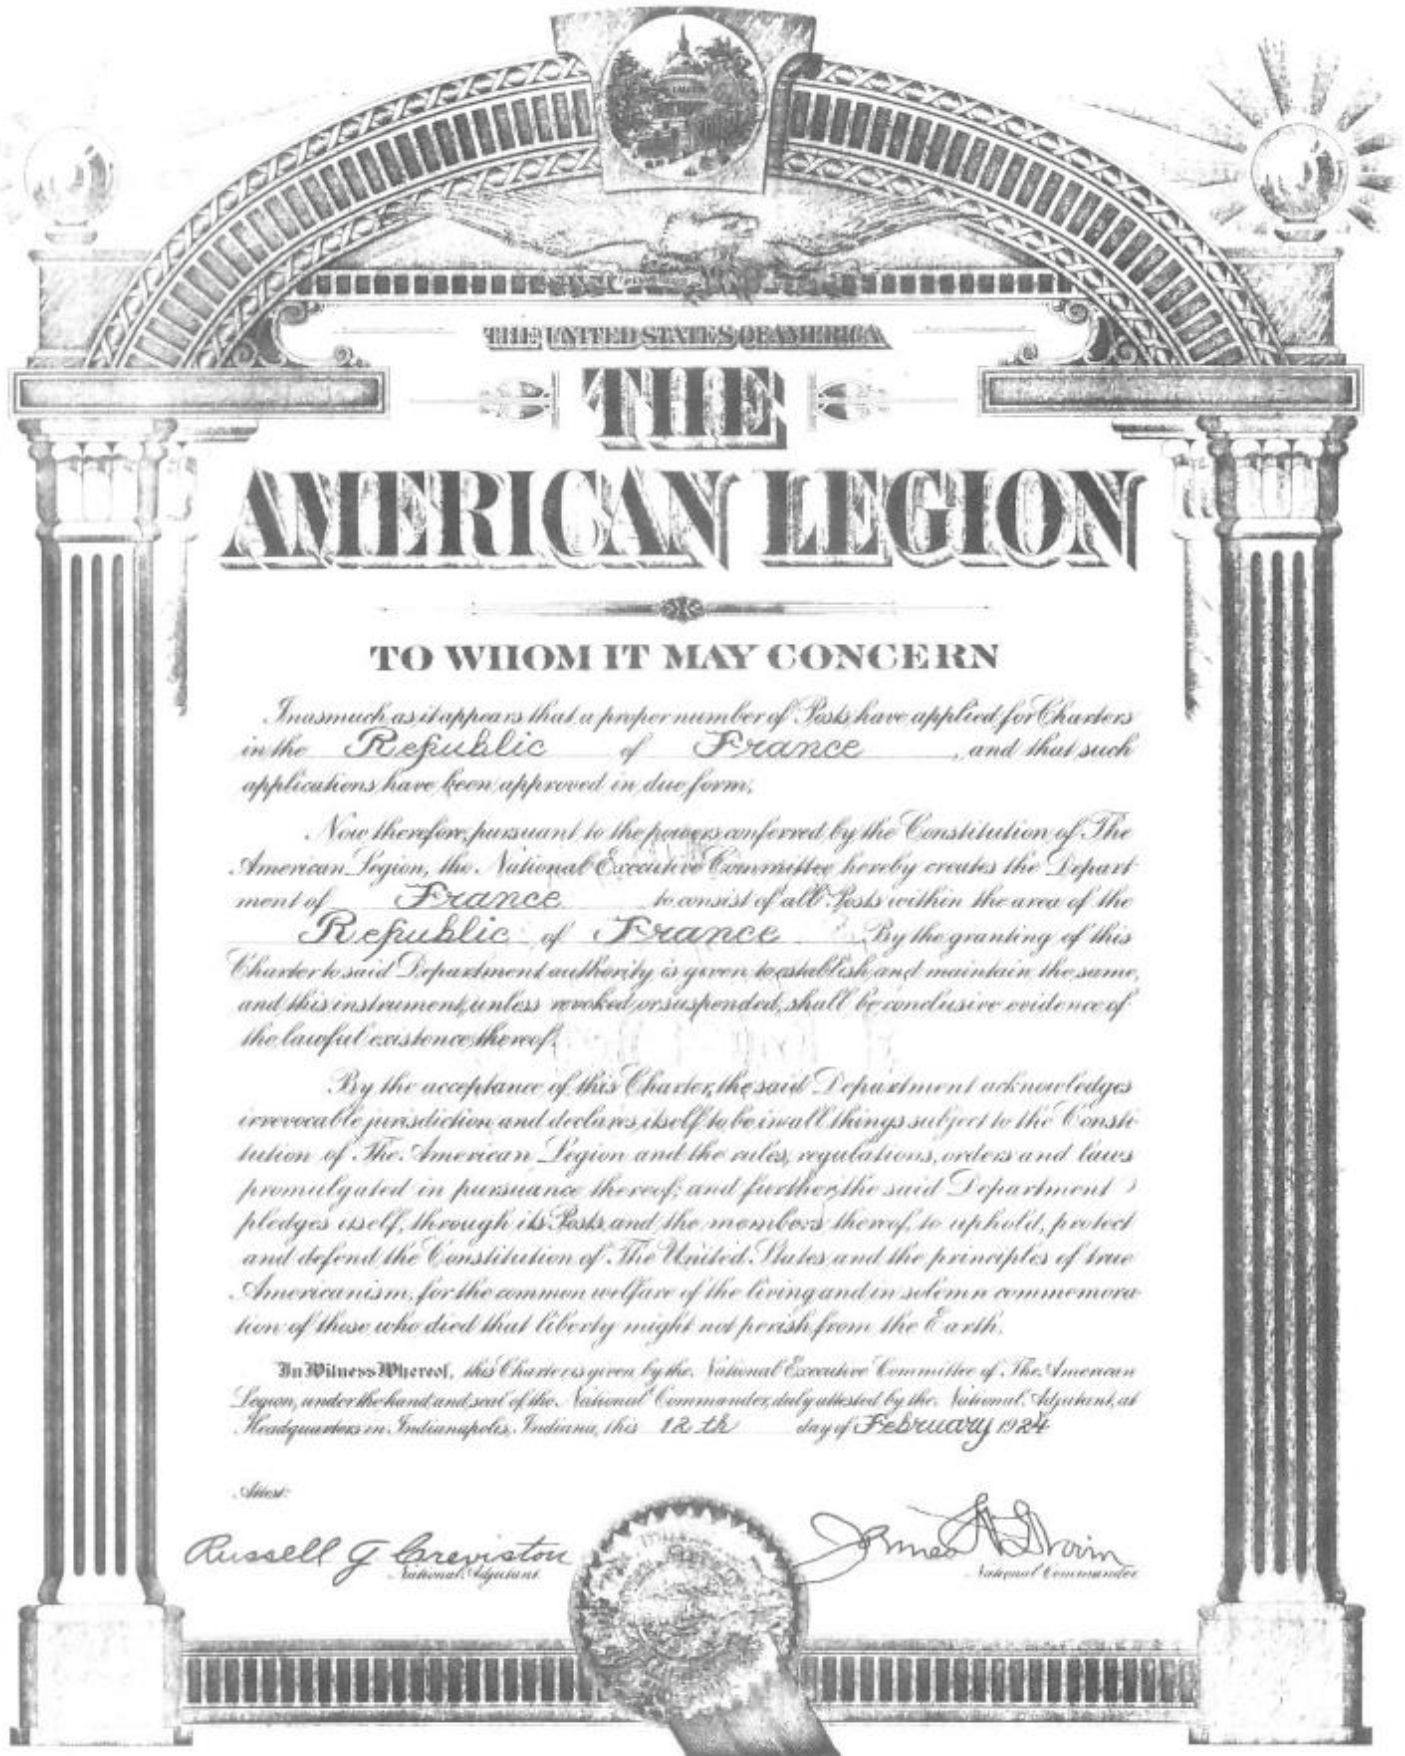 THE UNITED STATES OF AMERICA
THE
AMERICAN LEGION
TO WHOM IT MAY CONCERN
Inasmuch as it appears that a proper number of Posts have applied for Charters
in the Republic of France, and that such
applications have been approved in due form,
Now therefore, pursuant to the powers conferred by the Constitution of The
American Legion, the National Executive Committee hereby creates the Depart-
ment of France to consist of all Posts within the area of the
Republic of France. By the granting of this
Charter to said Department authority is given to establish and maintain the same,
and this instrument, unless revoked or suspended, shall be conclusive evidence of
the lawful existence thereof.
By the acceptance of this Charter, the said Department acknowledges
irrevocable jurisdiction and declares itself to be in all things subject to the Consti-
tution of The American Legion and the rules, regulations, orders and laws
promulgated in pursuance thereof; and further, the said Department
pledges itself, through its Posts and the members thereof, to uphold, protect
and defend the Constitution of The United States and the principles of true
Americanism, for the common welfare of the living and in solemn commemora-
tion of those who died that liberty might not perish from the Earth.
In Witness Whereof, this Charter is given by the National Executive Committee of The American
Legion, under the hand and seal of the National Commander, duly attested by the National Adjutant, at
Headquarters in Indianapolis, Indiana, this 12th day of February 1924
Attest:
Russell G Creviston
National Adjutant
National Commander